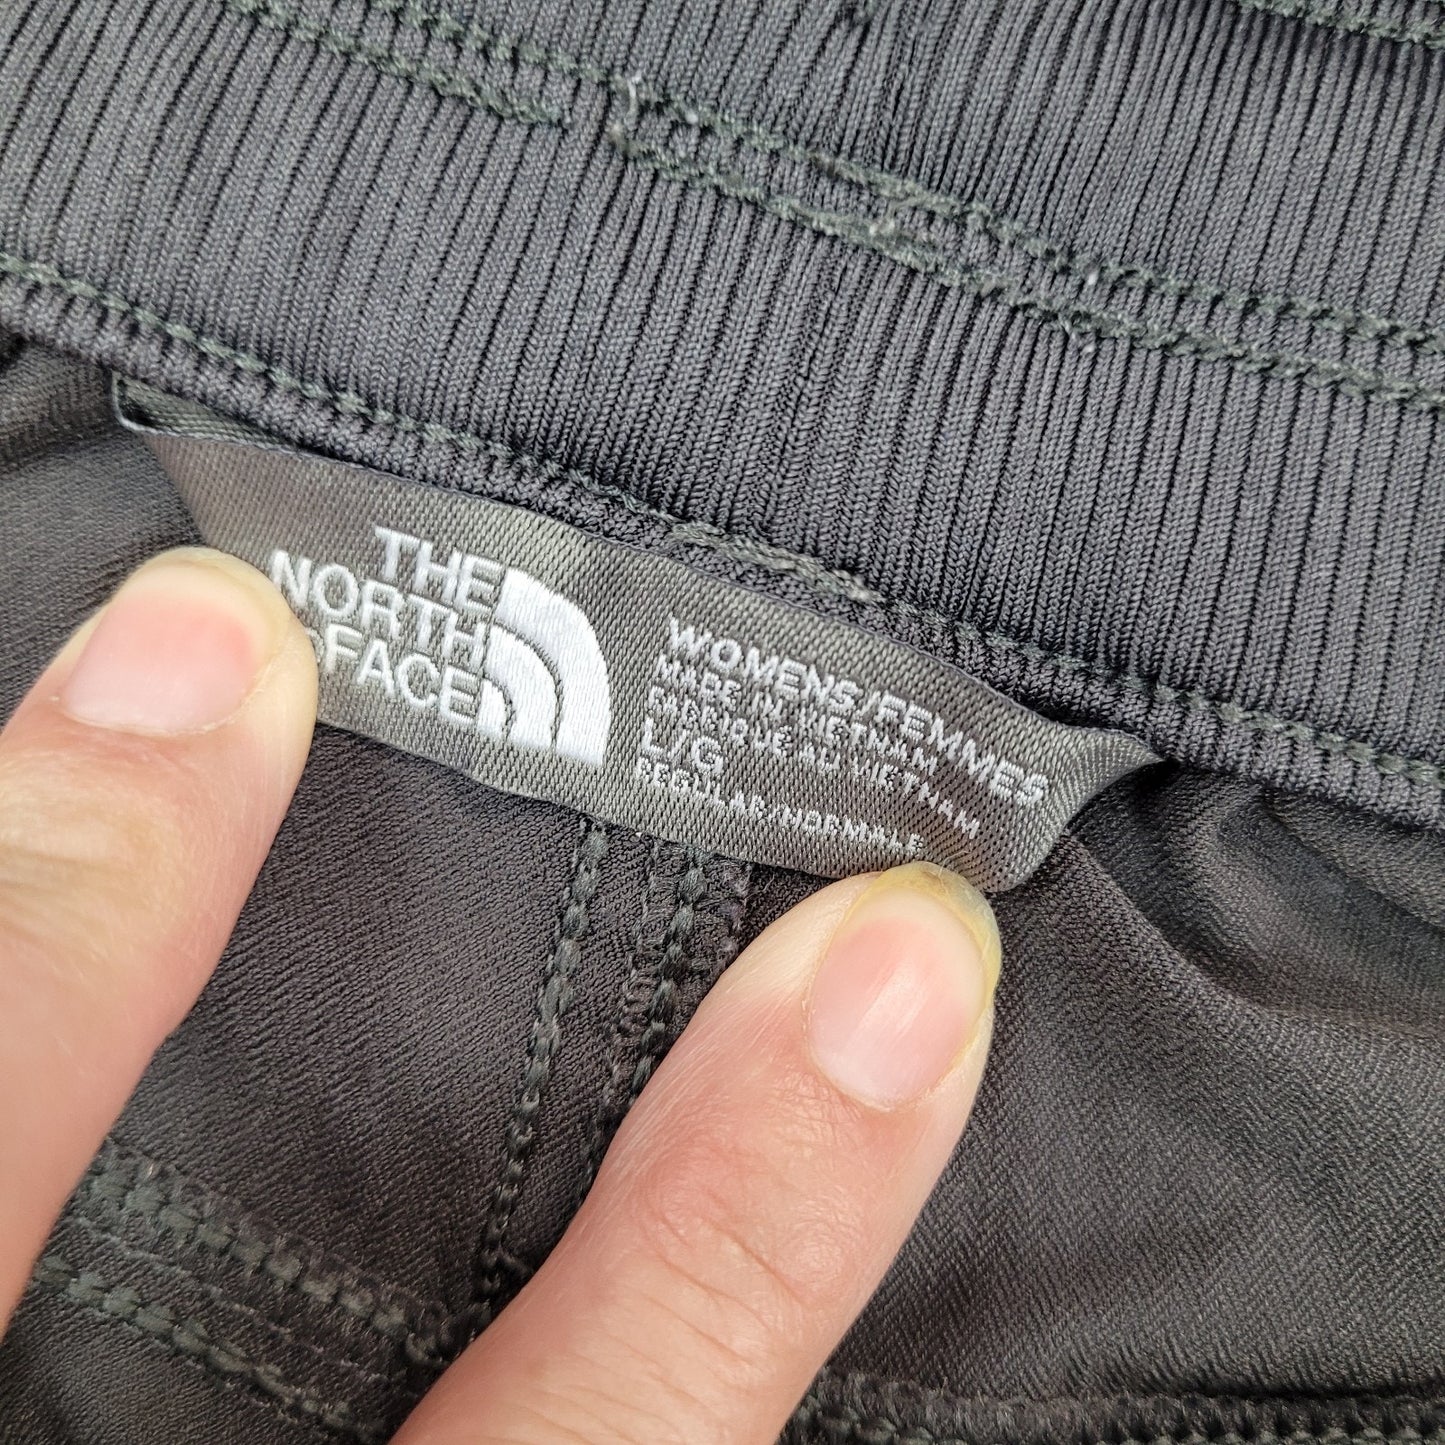 THE
NORTH
FACE
WOMENS/FEMMES
MADE IN VIETNAM
FABRIQUE AU VIETNAM
L/G
REGULAR/NORMALE